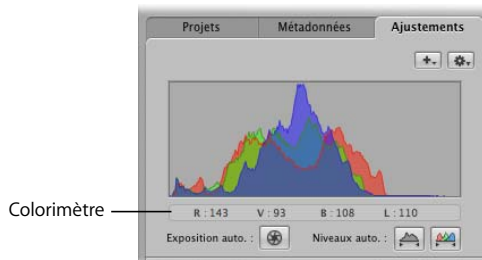 Projets Métadonnées Ajustements
Colorimètre R : 143 V : 93 B : 108 L : 110
Exposition auto. : Niveaux auto. :